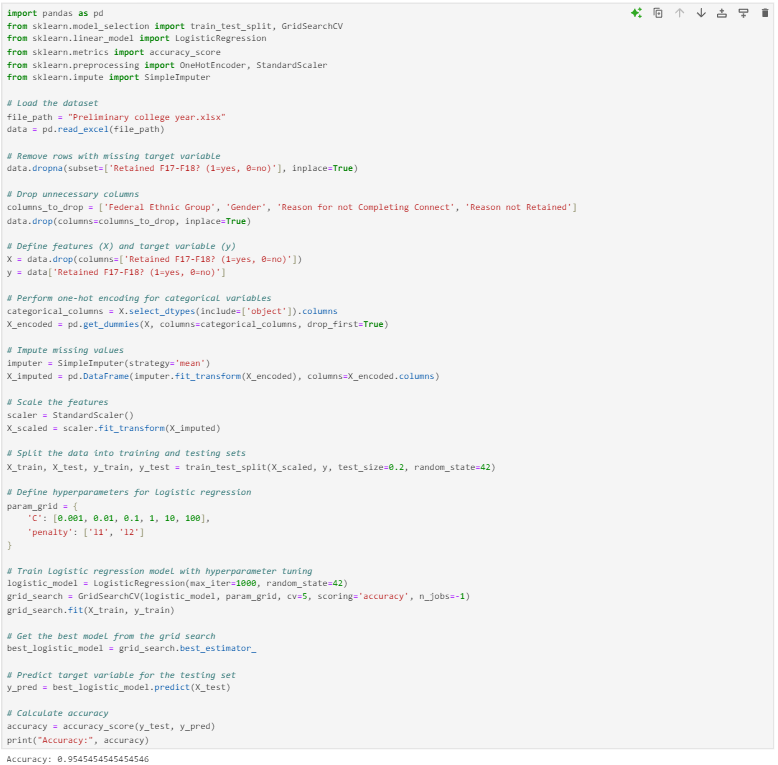 import pandas as pd
from sklearn.model_selection import train_test_split, GridSearchCV
from sklearn.linear_model import LogisticRegression
from sklearn.metrics import accuracy_score
from sklearn.preprocessing import OneHotEncoder, StandardScaler
from sklearn.impute import SimpleImputer

# Load the dataset
file_path = "Preliminary college year.xlsx"
data = pd.read_excel(file_path)

# Remove rows with missing target variable
data.dropna(subset=['Retained F17-F18? (1=yes, 0=no)'], inplace=True)

# Drop unnecessary columns
columns_to_drop = ['Federal Ethnic Group', 'Gender', 'Reason for not Completing Connect', 'Reason not Retained']
data.drop(columns=columns_to_drop, inplace=True)

# Define features (X) and target variable (y)
X = data.drop(columns=['Retained F17-F18? (1=yes, 0=no)'])
y = data['Retained F17-F18? (1=yes, 0=no)']

# Perform one-hot encoding for categorical variables
categorical_columns = X.select_dtypes(include=['object']).columns
X_encoded = pd.get_dummies(X, columns=categorical_columns, drop_first=True)

# Impute missing values
imputer = SimpleImputer(strategy='mean')
X_imputed = pd.DataFrame(imputer.fit_transform(X_encoded), columns=X_encoded.columns)

# Scale the features
scaler = StandardScaler()
X_scaled = scaler.fit_transform(X_imputed)

# Split the data into training and testing sets
X_train, X_test, y_train, y_test = train_test_split(X_scaled, y, test_size=0.2, random_state=42)

# Define hyperparameters for logistic regression
param_grid = {
    'C': [0.001, 0.01, 0.1, 1, 10, 100],
    'penalty': ['l1', 'l2']
}

# Train logistic regression model with hyperparameter tuning
logistic_model = LogisticRegression(max_iter=1000, random_state=42)
grid_search = GridSearchCV(logistic_model, param_grid, cv=5, scoring='accuracy', n_jobs=-1)
grid_search.fit(X_train, y_train)

# Get the best model from the grid search
best_logistic_model = grid_search.best_estimator_

# Predict target variable for the testing set
y_pred = best_logistic_model.predict(X_test)

# Calculate accuracy
accuracy = accuracy_score(y_test, y_pred)
print("Accuracy:", accuracy)
Accuracy: 0.9545454545454546